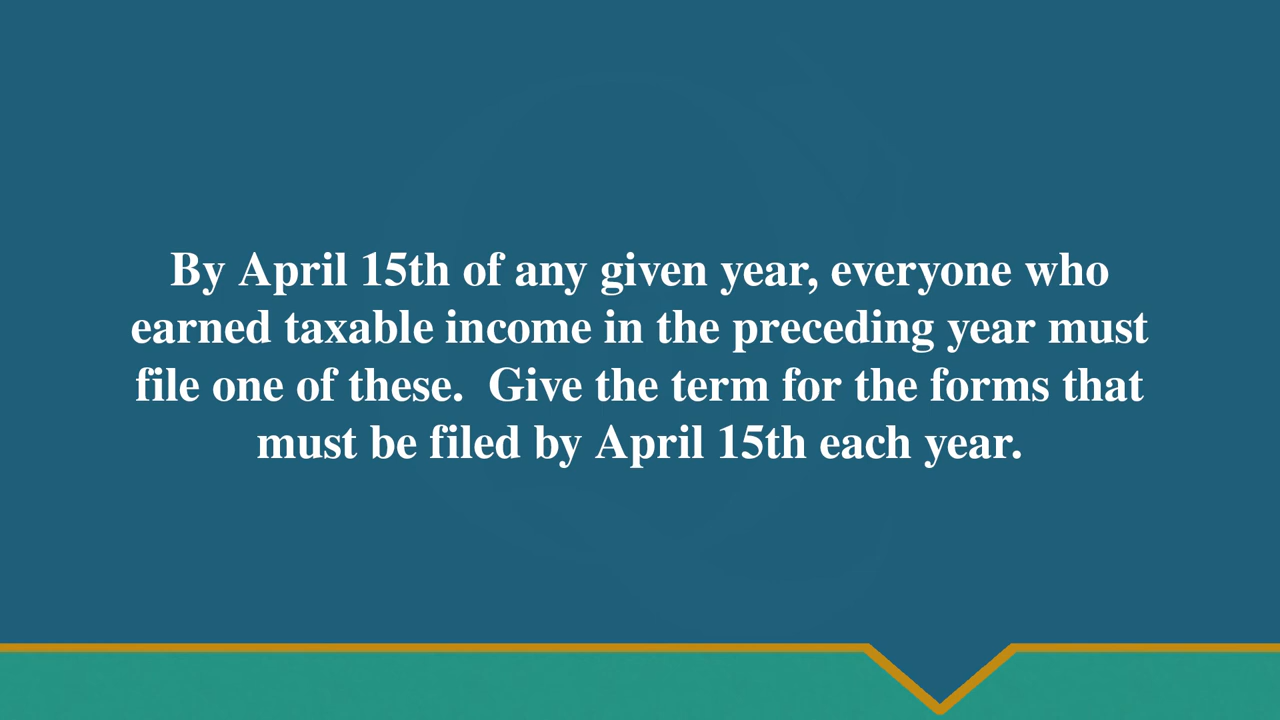 By April 15th of any given year, everyone who
earned taxable income in the preceding year must
file one of these.  Give the term for the forms that
must be filed by April 15th each year.